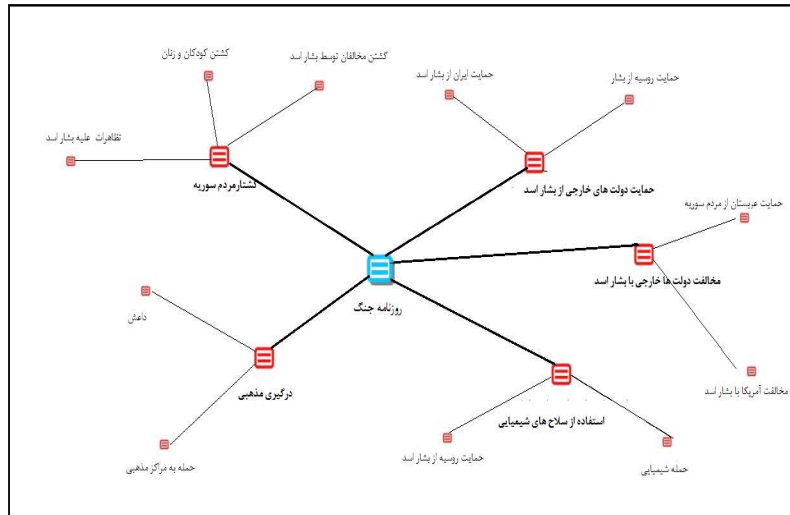 کشتن کودکان و زنان
کشتن مخالفان توسط بشار اسد
تظاهرات علیه بشار اسد
کشتارمردم سوریه
حمایت ایران از بشار اسد
حمایت روسیه از بشار
حمایت دولت های خارجی از بشار اسد
حمایت عربستان از مردم سوریه
مخالفت دولت ها خارجی با بشار اسد
مخالفت آمریکا با بشار اسد
روزنامه جنگ
داعش
درگیری مذهبی
حمله به مراکز مذهبی
استفاده از سلاح های شیمیایی
حمایت روسیه از بشار اسد
حمله شیمیایی